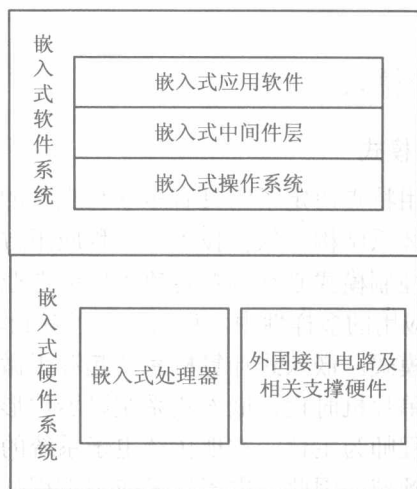 嵌入式软件系统
嵌入式应用软件
嵌入式中间件层
嵌入式操作系统
嵌入式硬件系统
嵌入式处理器
外围接口电路及
相关支撑硬件